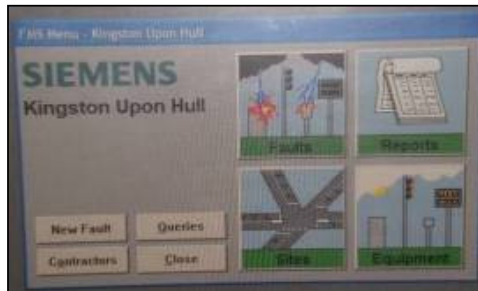 FMS Menu - Kingston Upon Hull
SIEMENS
Kingston Upon Hull
Faults
Reports
New Fault
Queries
Contractors
Close
Sites
Equipment